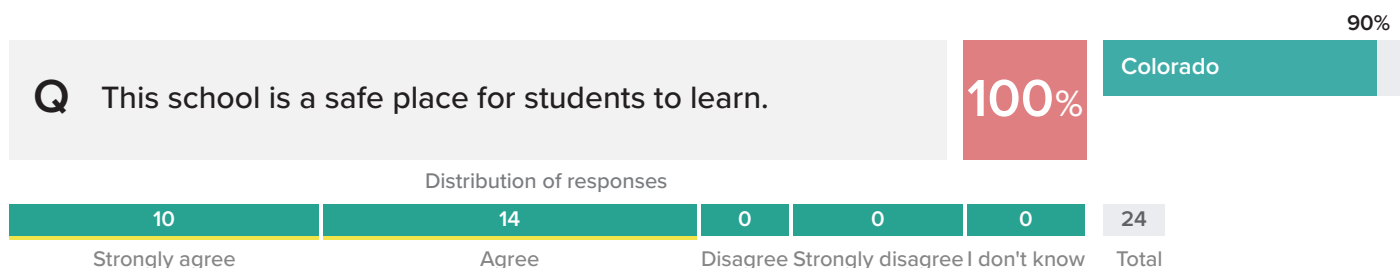 90%
Q This school is a safe place for students to learn.
100%
Colorado
Distribution of responses
10 14 0 0 0 24
Strongly agree Agree Disagree Strongly disagree I don't know Total